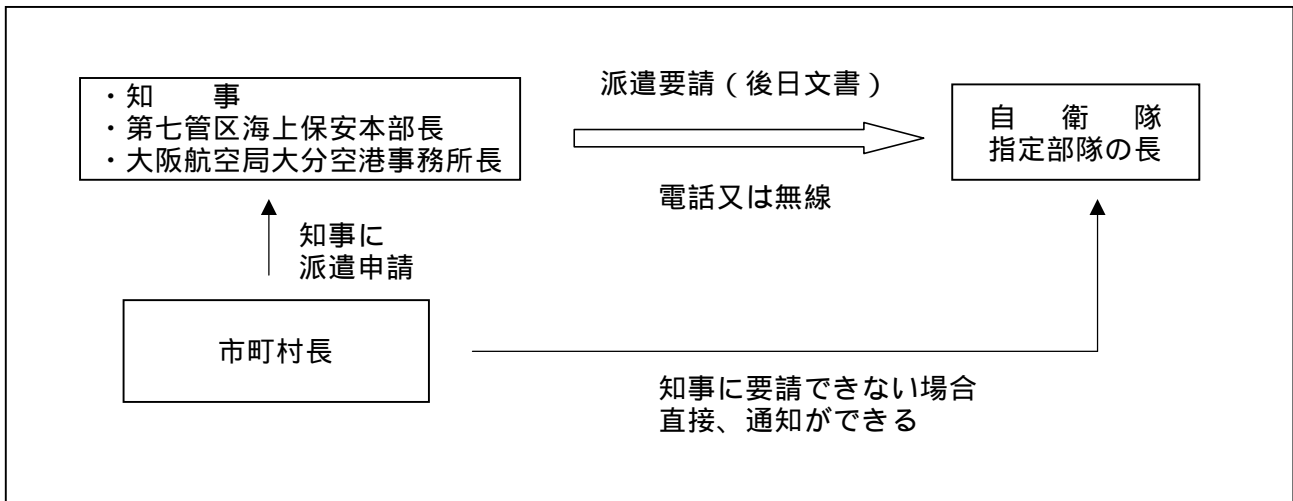 ・知　　事
・第七管区海上保安本部長
・大阪航空局大分空港事務所長
派遣要請（後日文書）
電話又は無線
自　衛　隊
指定部隊の長
知事に
派遣申請
市町村長
知事に要請できない場合
直接、通知ができる